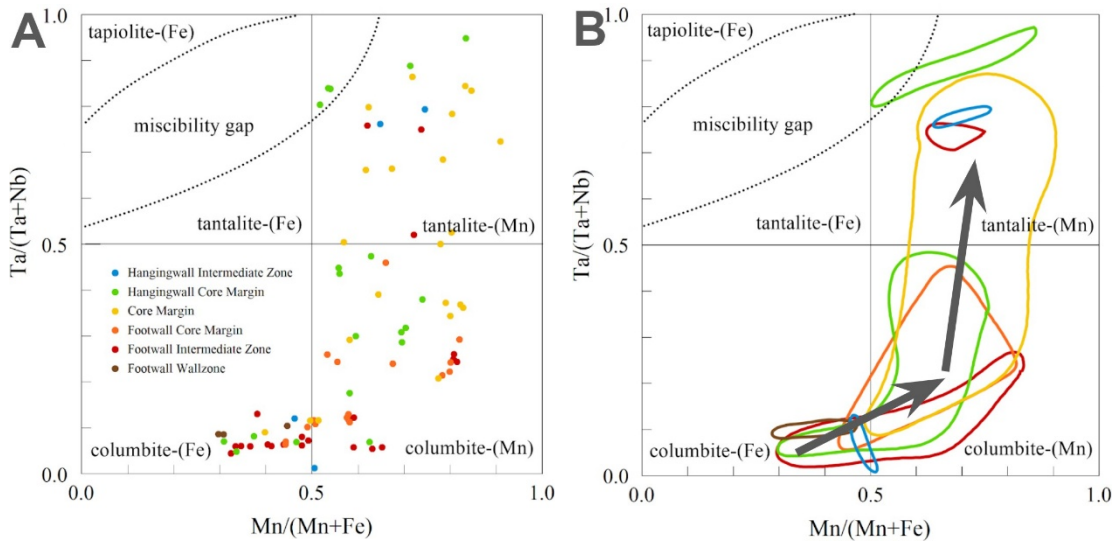 A
1.0
tapiolite-(Fe)
miscibility gap
tantalite-(Fe)
tantalite-(Mn)
0.5
Hangingwall Intermediate Zone
Hangingwall Core Margin
Core Margin
Footwall Core Margin
Footwall Intermediate Zone
Footwall Wallzone
columbite-(Fe)
columbite-(Mn)
0.0
0.0
0.5
1.0
Ta/(Ta+Nb)
Mn/(Mn+Fe)
B
1.0
tapiolite-(Fe)
miscibility gap
tantalite-(Fe)
tantalite-(Mn)
0.5
columbite-(Fe)
columbite-(Mn)
0.0
0.0
0.5
1.0
Ta/(Ta+Nb)
Mn/(Mn+Fe)